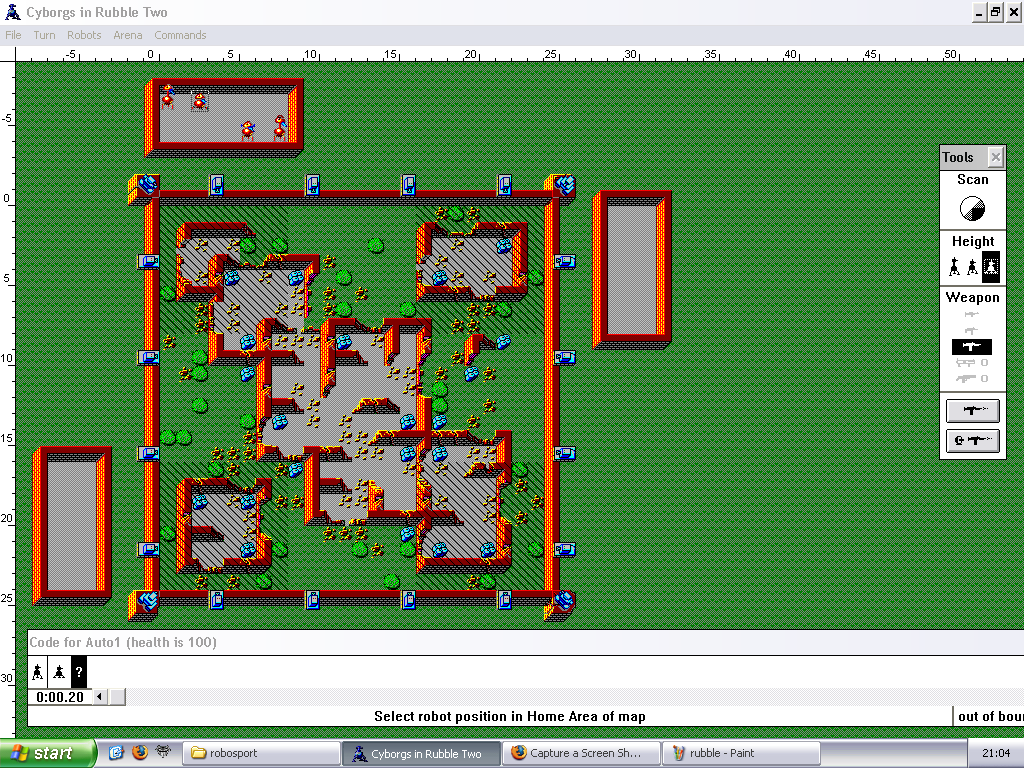 Cyborgs in Rubble Two
File Turn Robots Arena Commands
-5 0 5 10 15 20 25 30 35 40 45 50
-5
0
5
10
15
20
25
30
Tools
Scan
Height
Weapon
0
0
Code for Auto1 (health is 100)
?
0:00.20
Select robot position in Home Area of map
out of bou
start
robosport
Cyborgs in Rubble Two
Capture a Screen Sh...
rubble - Paint
21:04